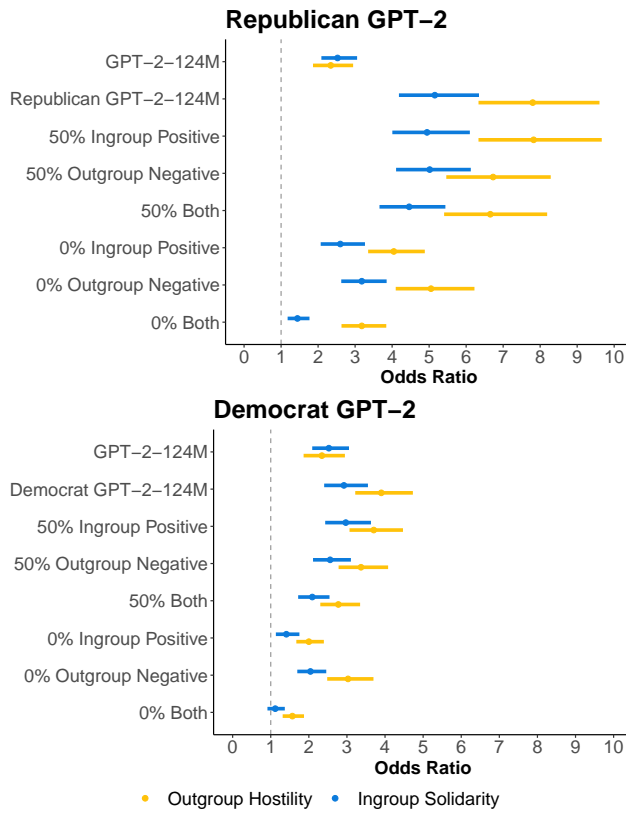 Republican GPT−2
GPT−2−124M
Republican GPT−2−124M
50% Ingroup Positive
50% Outgroup Negative
50% Both
0% Ingroup Positive
0% Outgroup Negative
0% Both
0 1 2 3 4 5 6 7 8 9 10
Odds Ratio
Democrat GPT−2
GPT−2−124M
Democrat GPT−2−124M
50% Ingroup Positive
50% Outgroup Negative
50% Both
0% Ingroup Positive
0% Outgroup Negative
0% Both
0 1 2 3 4 5 6 7 8 9 10
Odds Ratio
Outgroup Hostility Ingroup Solidarity